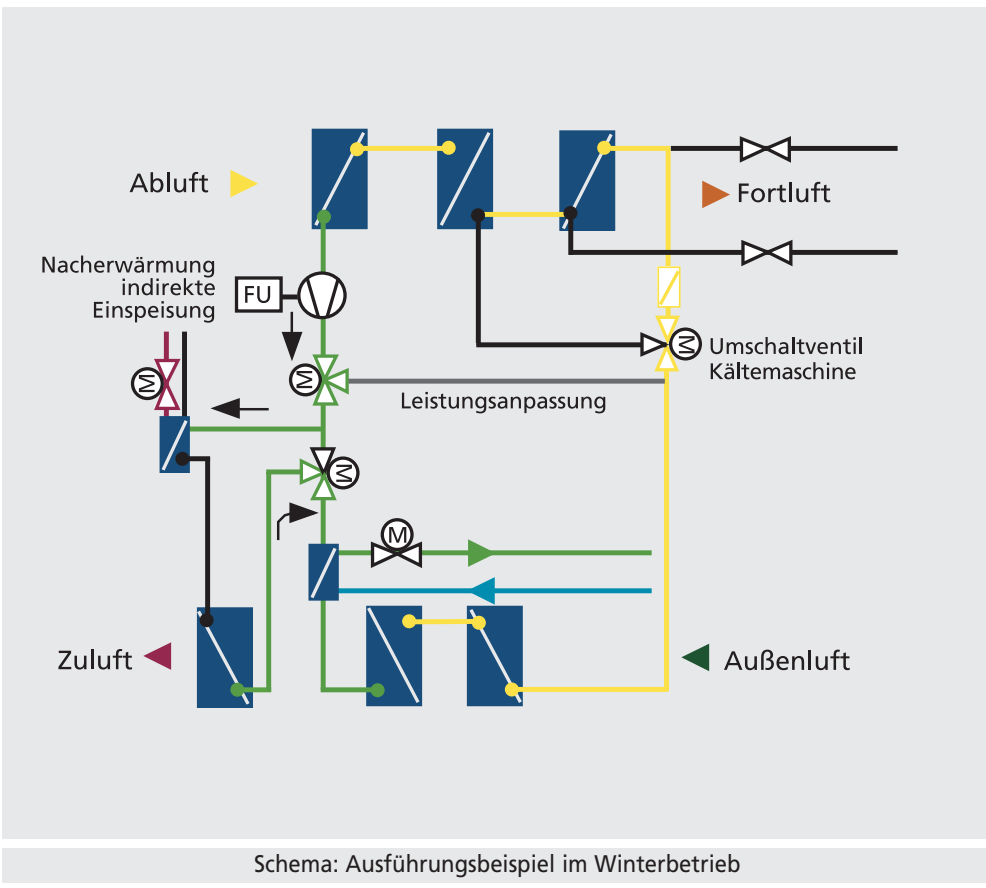 Abluft
Fortluft
Nacherwärmung
indirekte
Einspeisung
FU
M
Umschaltventil
Kältemaschine
M
M
Leistungsanpassung
M
M
Zuluft
Außenluft
Schema: Ausführungsbeispiel im Winterbetrieb